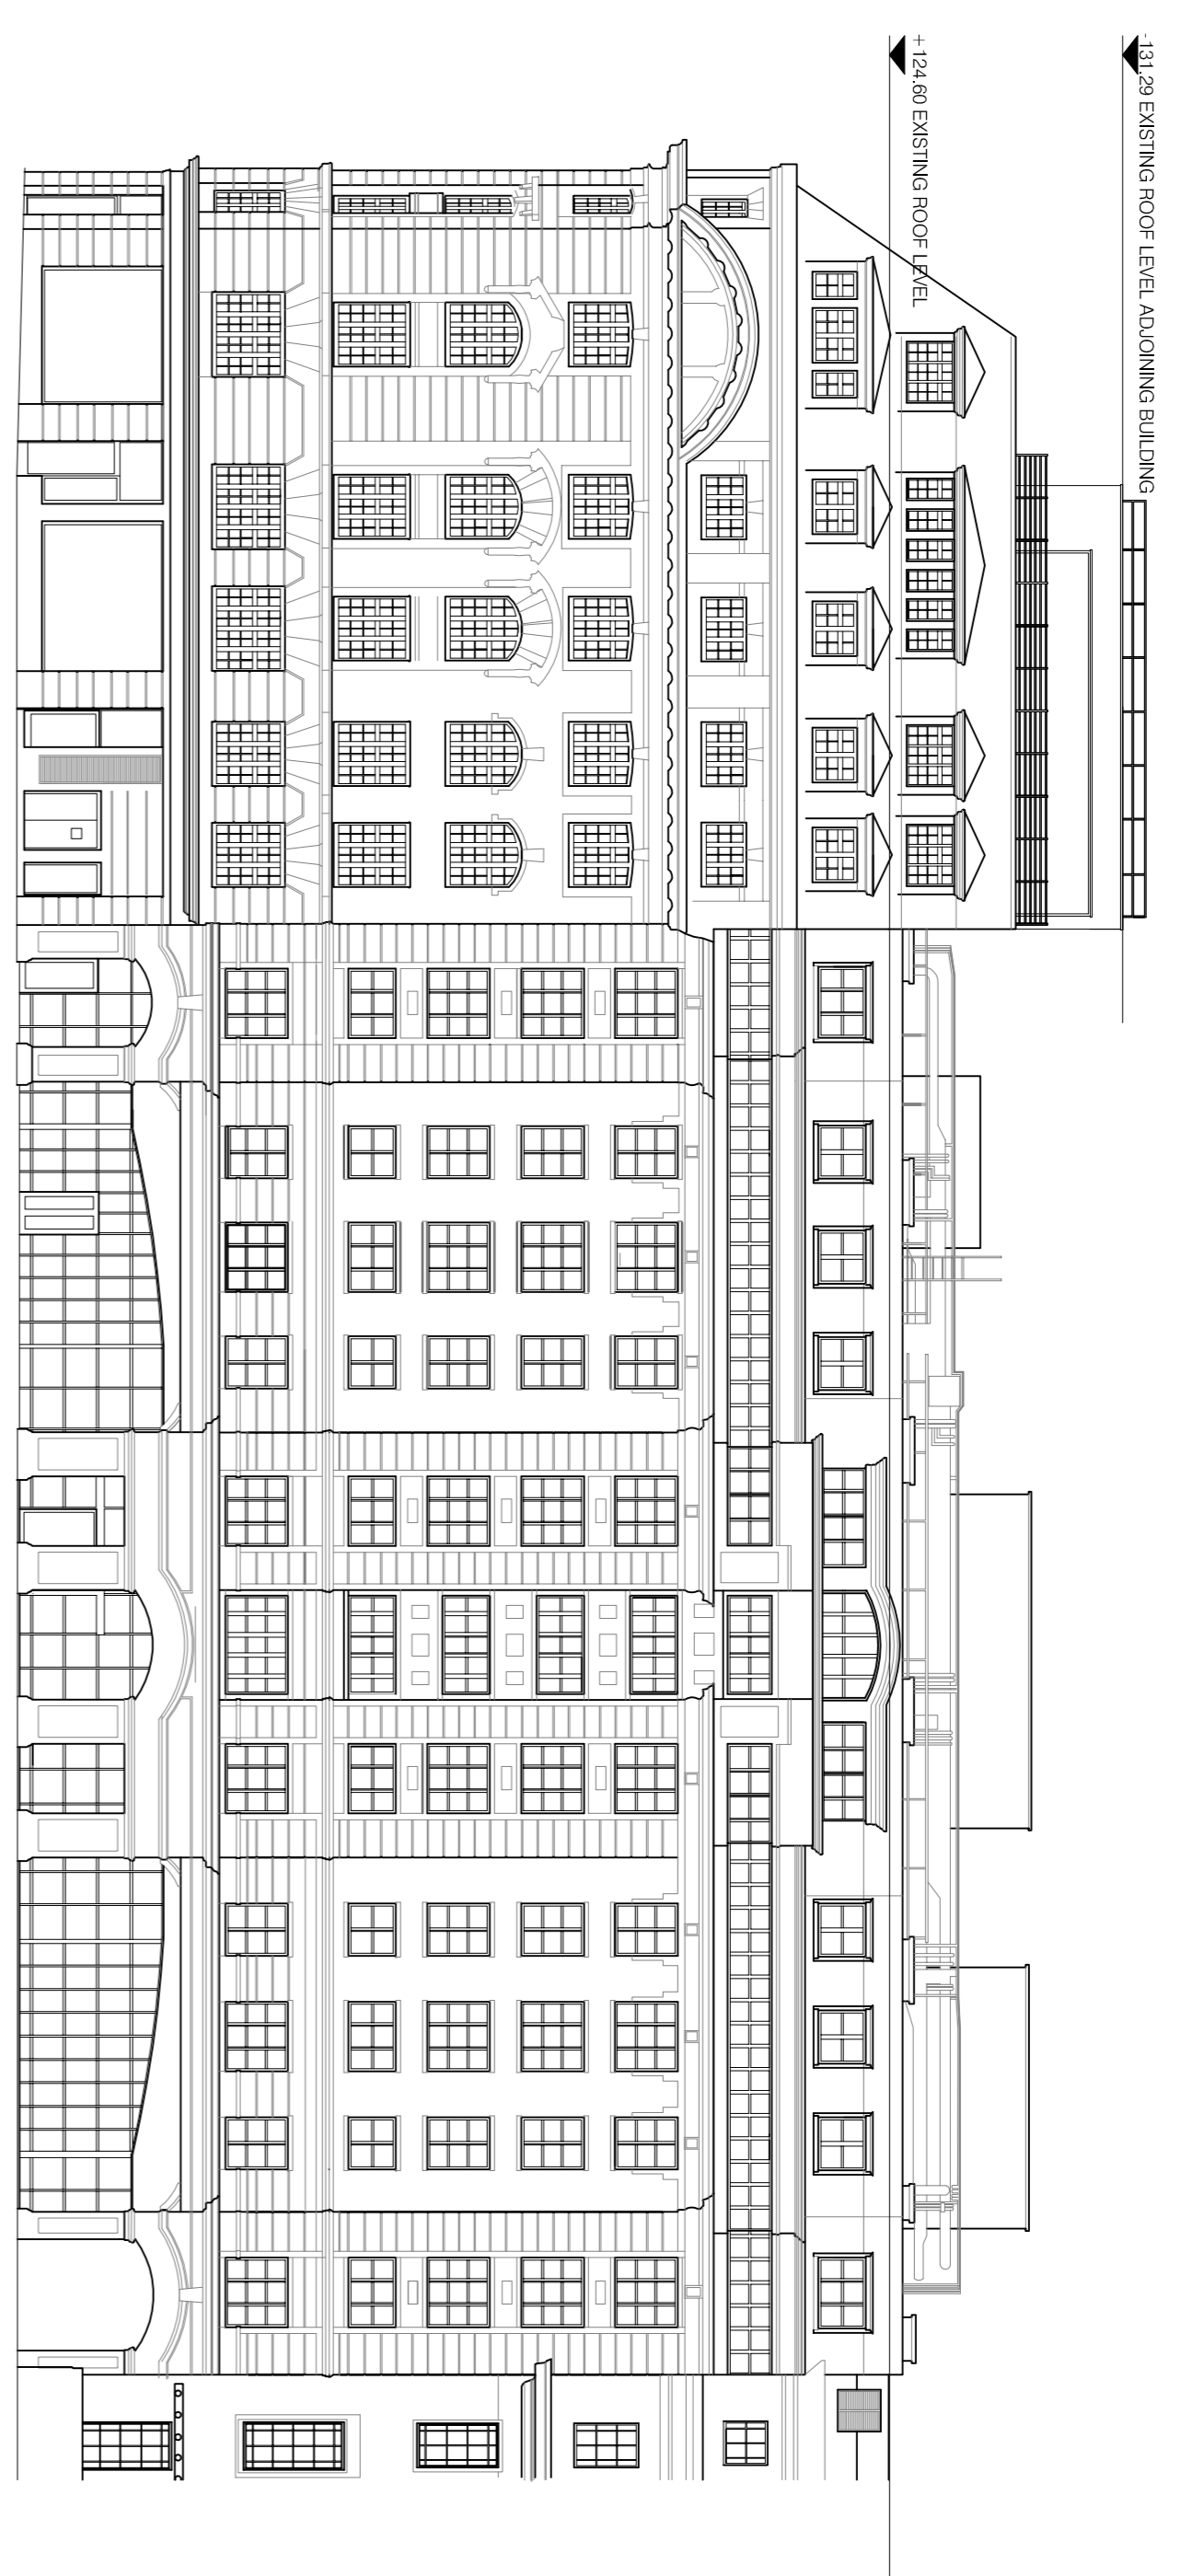 -131.29 EXISTING ROOF LEVEL ADJOINING BUILDING
+ 124.60 EXISTING ROOF LEVEL